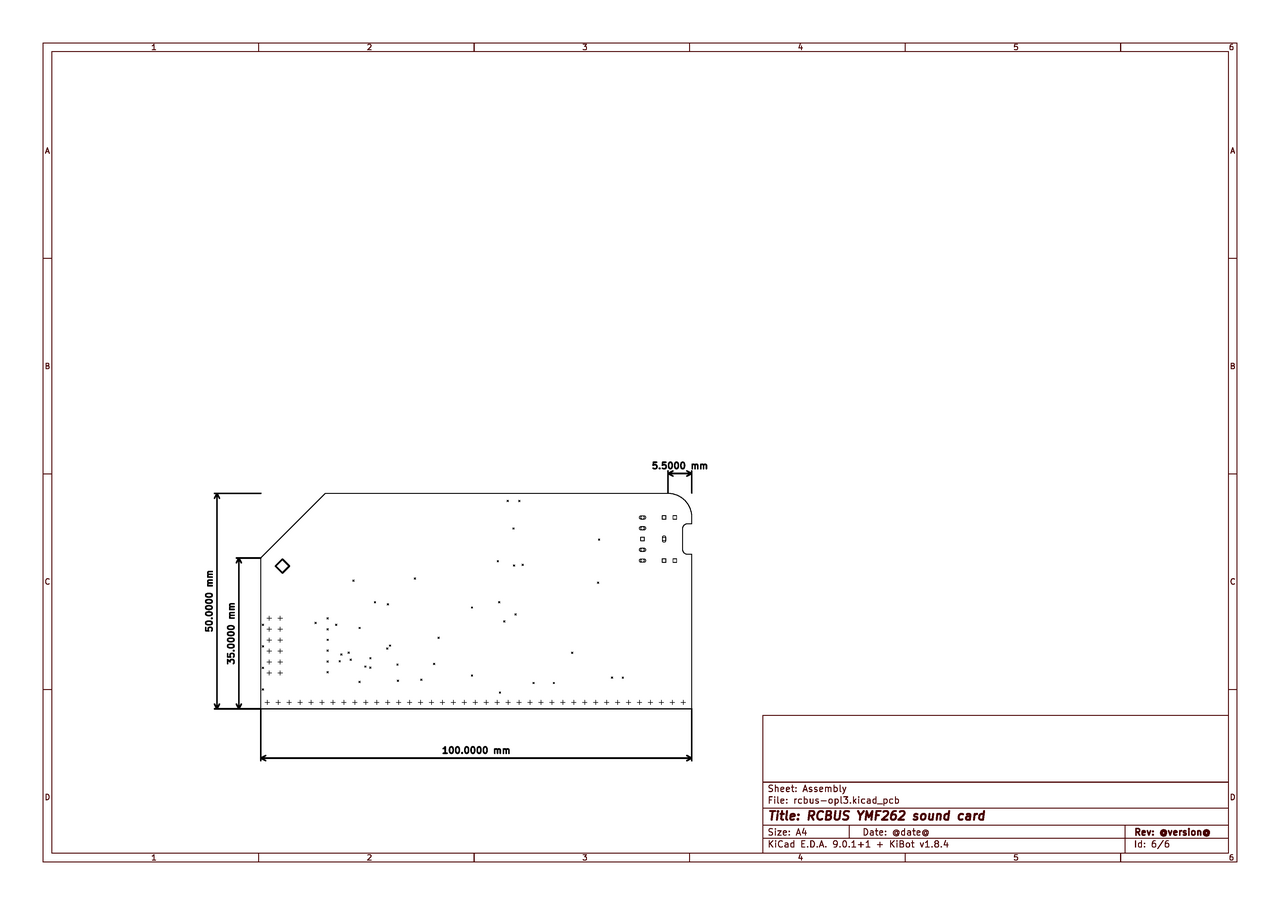 1 2 3 4 5 6
A A
B B
5.5000 mm
C C
50.0000 mm
35.0000 mm
100.0000 mm
D D
Sheet: Assembly
File: rcbus-opl3.kicad_pcb
Title: RCBUS YMF262 sound card
Size: A4 Date: @date@ Rev: @version@
KiCad E.D.A. 9.0.1+1 + KiBot v1.8.4 Id: 6/6
1 2 3 4 5 6